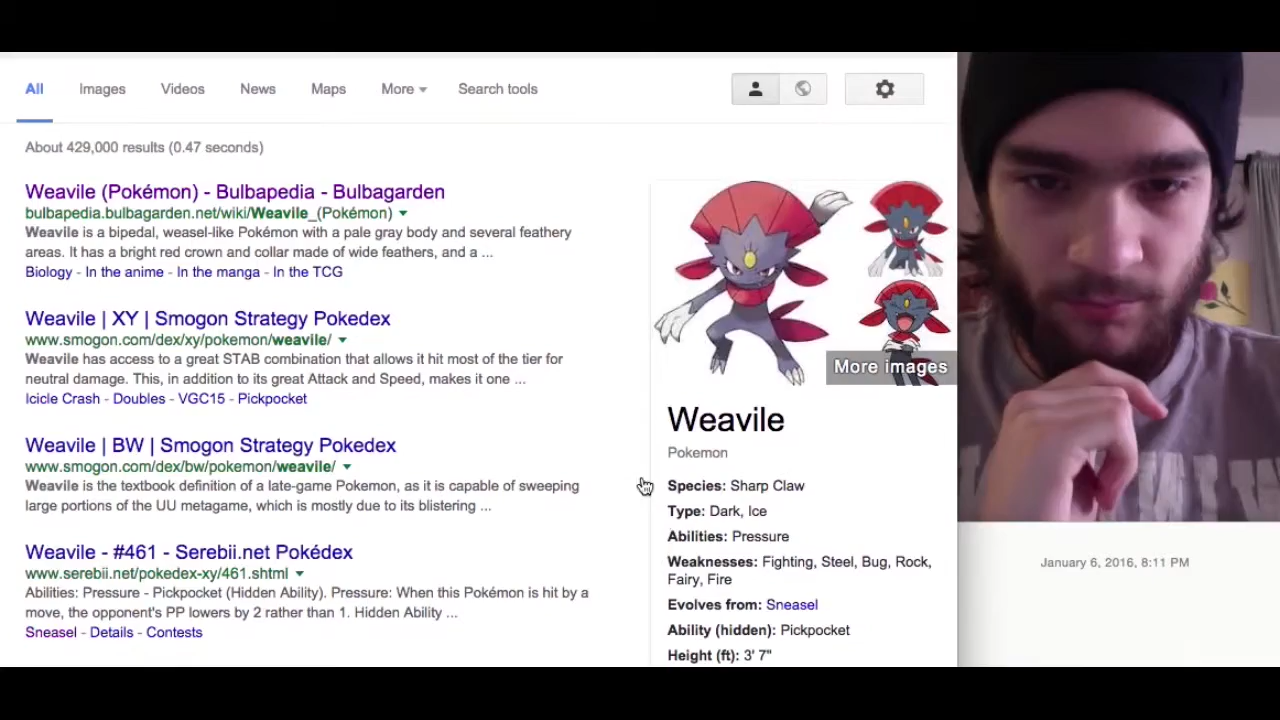 All Images Videos News Maps More Search tools
About 429,000 results (0.47 seconds)
Weavile (Pokémon) - Bulbapedia - Bulbagarden
bulbapedia.bulbagarden.net/wiki/Weavile_(Pokémon)
Weavile is a bipedal, weasel-like Pokémon with a pale gray body and several feathery
areas. It has a bright red crown and collar made of wide feathers, and a ...
Biology - In the anime - In the manga - In the TCG
Weavile | XY | Smogon Strategy Pokedex
www.smogon.com/dex/xy/pokemon/weavile/
Weavile has access to a great STAB combination that allows it hit most of the tier for
neutral damage. This, in addition to its great Attack and Speed, makes it one ...
Icicle Crash - Doubles - VGC15 - Pickpocket
Weavile | BW | Smogon Strategy Pokedex
www.smogon.com/dex/bw/pokemon/weavile/
Weavile is the textbook definition of a late-game Pokemon, as it is capable of sweeping
large portions of the UU metagame, which is mostly due to its blistering ...
Weavile - #461 - Serebii.net Pokédex
www.serebii.net/pokedex-xy/461.shtml
Abilities: Pressure - Pickpocket (Hidden Ability). Pressure: When this Pokémon is hit by a
move, the opponent's PP lowers by 2 rather than 1. Hidden Ability ...
Sneasel - Details - Contests
More images
Weavile
Pokemon
Species: Sharp Claw
Type: Dark, Ice
Abilities: Pressure
Weaknesses: Fighting, Steel, Bug, Rock,
Fairy, Fire
Evolves from: Sneasel
Ability (hidden): Pickpocket
Height (ft): 3' 7"
January 6, 2016, 8:11 PM